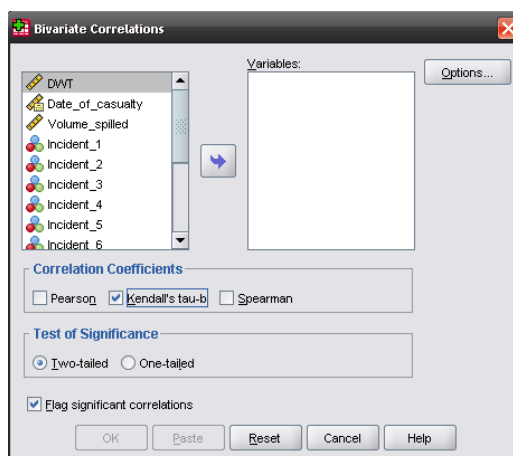 Bivariate Correlations
Variables:
Options...
DWT
Date_of_casualty
Volume_spilled
Incident_1
Incident_2
Incident_3
Incident_4
Incident_5
Incident_6
Correlation Coefficients
Pearson Kendall's tau-b Spearman
Test of Significance
Two-tailed One-tailed
Flag significant correlations
OK Paste Reset Cancel Help